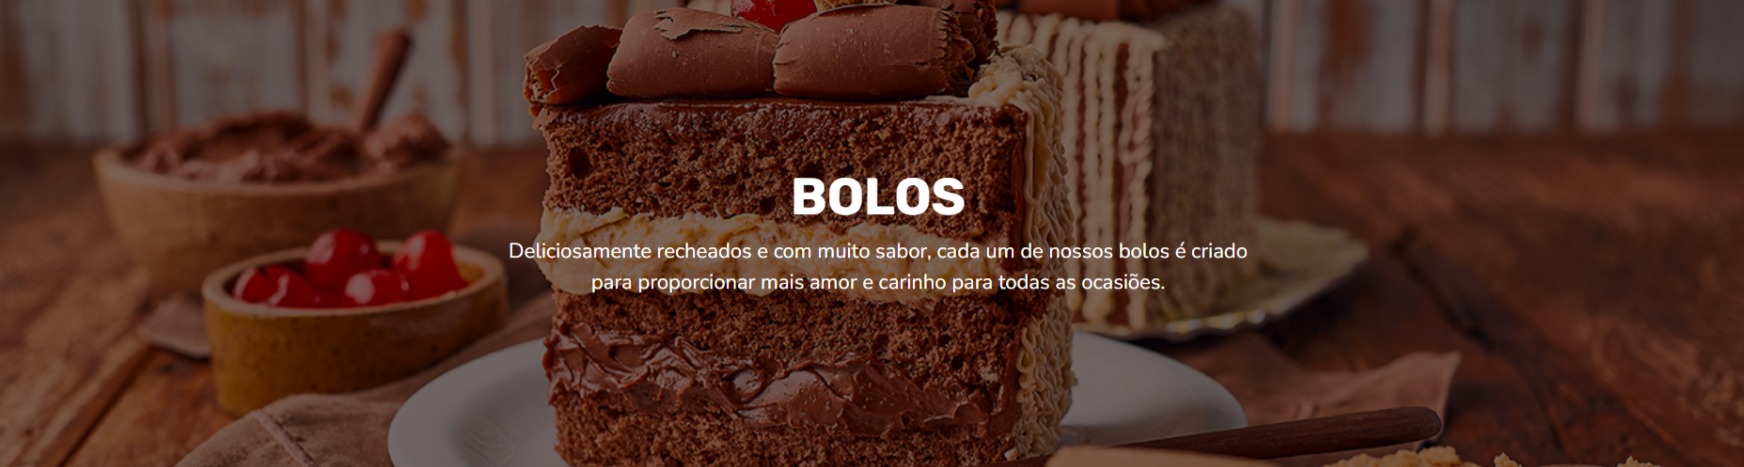 BOLOS
Deliciosamente recheados e com muito sabor, cada um de nossos bolos é criado
para proporcionar mais amor e carinho para todas as ocasiões.